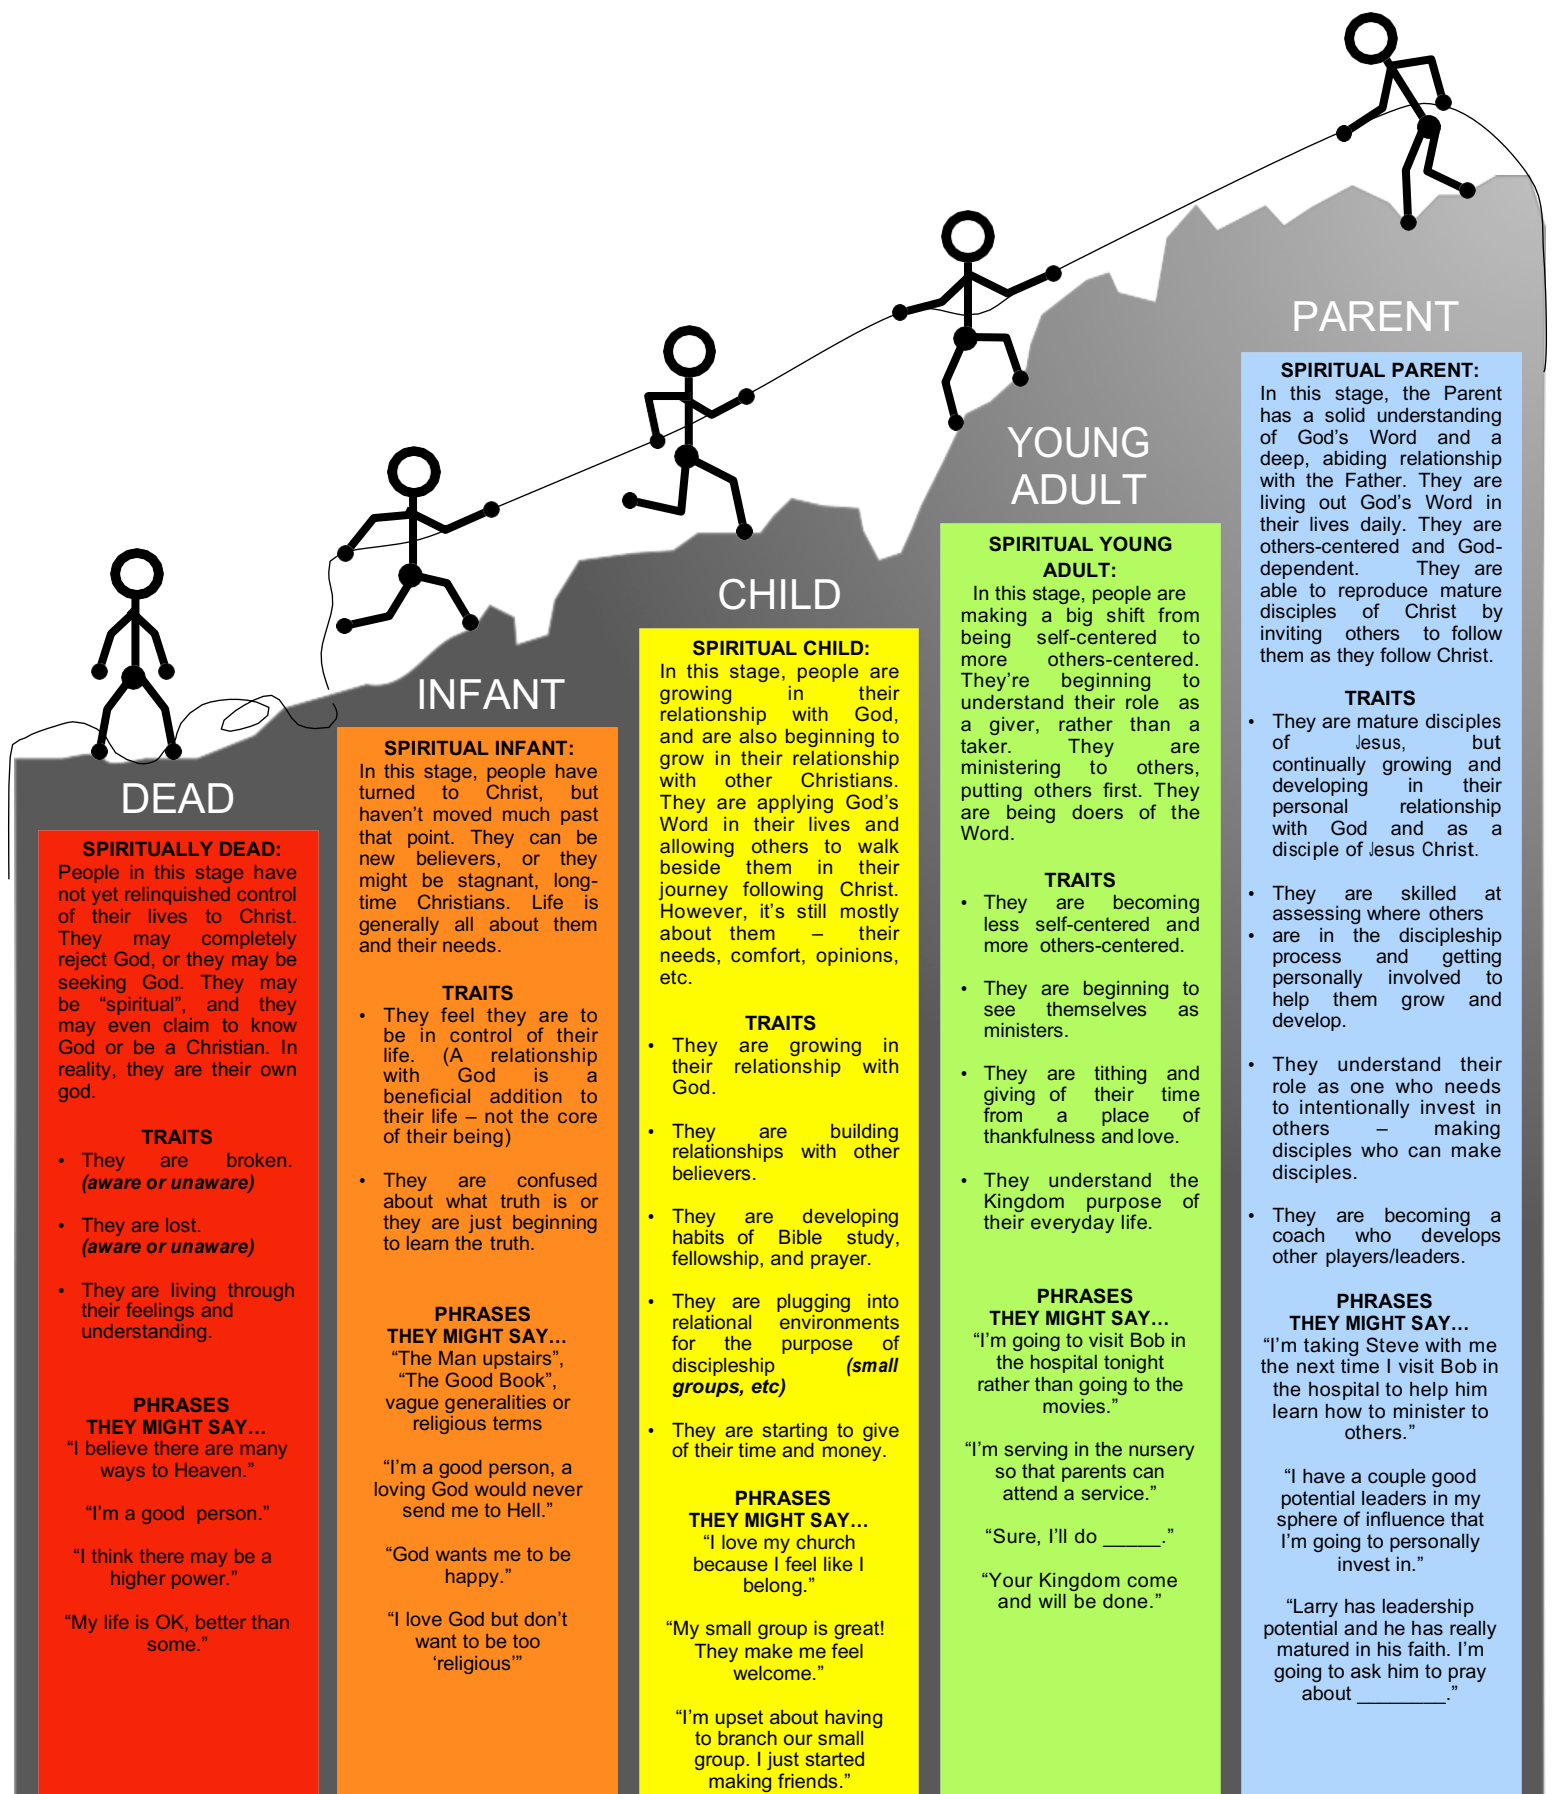 DEAD
SPIRITUALLY DEAD:
People in this stage have
not yet relinquished control
of their lives to Christ.
They may completely
reject God, or they may be
seeking God. They may
be “spiritual”, and they
may even claim to know
God or be a Christian. In
reality, they are their own
god.
TRAITS
• They are broken.
(aware or unaware)
• They are lost.
(aware or unaware)
• They are living through
their feelings and
understanding.
PHRASES
THEY MIGHT SAY…
“I believe there are many
ways to Heaven.”
“I’m a good person.”
“I think there may be a
higher power.”
“My life is OK, better than
some.”
INFANT
SPIRITUAL INFANT:
In this stage, people have
turned to Christ, but
haven’t moved much past
that point. They can be
new believers, or they
might be stagnant, long-
time Christians. Life is
generally all about them
and their needs.
TRAITS
• They feel they are to
be in control of their
life. (A relationship
with God is a
beneficial addition to
their life – not the core
of their being)
• They are confused
about what truth is or
they are just beginning
to learn the truth.
PHRASES
THEY MIGHT SAY…
“The Man upstairs”,
“The Good Book”,
vague generalities or
religious terms
“I’m a good person, a
loving God would never
send me to Hell.”
“God wants me to be
happy.”
“I love God but don’t
want to be too
‘religious’”
CHILD
SPIRITUAL CHILD:
In this stage, people are
growing in their
relationship with God,
and are also beginning to
grow in their relationship
with other Christians.
They are applying God’s
Word in their lives and
allowing others to walk
beside them in their
journey following Christ.
However, it’s still mostly
about them – their
needs, comfort, opinions,
etc.
TRAITS
• They are growing in
their relationship with
God.
• They are building
relationships with other
believers.
• They are developing
habits of Bible study,
fellowship, and prayer.
• They are plugging into
relational environments
for the purpose of
discipleship (small
groups, etc)
• They are starting to give
of their time and money.
PHRASES
THEY MIGHT SAY…
“I love my church
because I feel like I
belong.”
“My small group is great!
They make me feel
welcome.”
“I’m upset about having
to branch our small
group. I just started
making friends.”
YOUNG
ADULT
SPIRITUAL YOUNG
ADULT:
In this stage, people are
making a big shift from
being self-centered to
more others-centered.
They’re beginning to
understand their role as
a giver, rather than a
taker. They are
ministering to others,
putting others first. They
are being doers of the
Word.
TRAITS
• They are becoming
less self-centered and
more others-centered.
• They are beginning to
see themselves as
ministers.
• They are tithing and
giving of their time
from a place of
thankfulness and love.
• They understand the
Kingdom purpose of
their everyday life.
PHRASES
THEY MIGHT SAY…
“I’m going to visit Bob in
the hospital tonight
rather than going to the
movies.”
“I’m serving in the nursery
so that parents can
attend a service.”
“Sure, I’ll do _____.”
“Your Kingdom come
and will be done.”
PARENT
SPIRITUAL PARENT:
In this stage, the Parent
has a solid understanding
of God’s Word and a
deep, abiding relationship
with the Father. They are
living out God’s Word in
their lives daily. They are
others-centered and God-
dependent. They are
able to reproduce mature
disciples of Christ by
inviting others to follow
them as they follow Christ.
TRAITS
• They are mature disciples
of Jesus, but
continually growing and
developing in their
personal relationship
with God and as a
disciple of Jesus Christ.
• They are skilled at
assessing where others
• are in the discipleship
process and getting
personally involved to
help them grow and
develop.
• They understand their
role as one who needs
to intentionally invest in
others – making
disciples who can make
disciples.
• They are becoming a
coach who develops
other players/leaders.
PHRASES
THEY MIGHT SAY…
“I’m taking Steve with me
the next time I visit Bob in
the hospital to help him
learn how to minister to
others.”
“I have a couple good
potential leaders in my
sphere of influence that
I’m going to personally
invest in.”
“Larry has leadership
potential and he has really
matured in his faith. I’m
going to ask him to pray
about ________.”